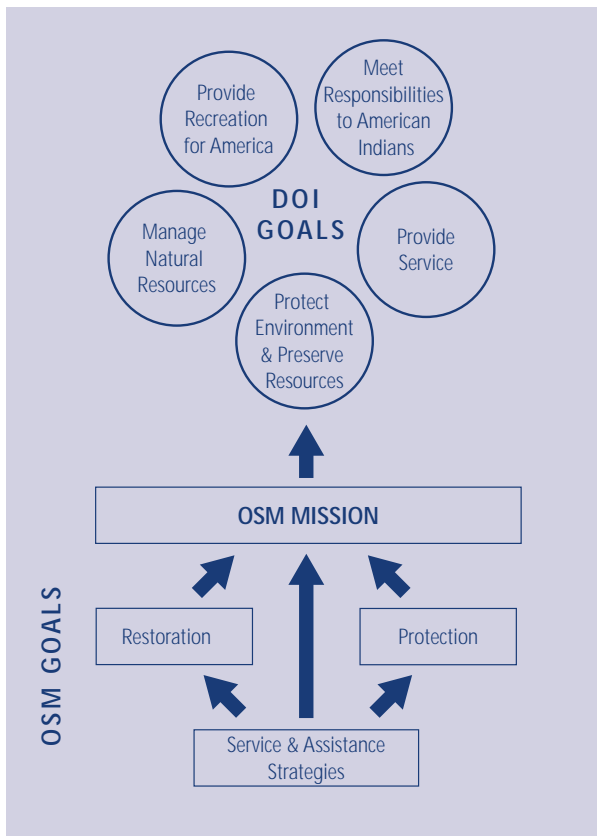 Meet
Responsibilities
to American
Indians
Provide
Recreation
for America
DOI
GOALS
Manage
Natural
Resources
Provide
Service
Protect
Environment
& Preserve
Resources
OSM MISSION
OSM GOALS
Restoration
Protection
Service & Assistance
Strategies